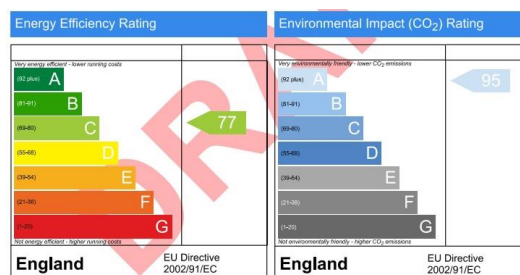 Energy Efficiency Rating
Very energy efficient - lower running costs
(92 plus) A
(81-91) B
(69-80) C
(55-68) D
(39-54) E
(21-38) F
(1-20) G
77
Not energy efficient - higher running costs
England
EU Directive
2002/91/EC
Environmental Impact (CO₂) Rating
Very environmentally friendly - lower CO₂ emissions
(92 plus) A
(81-91) B
(69-80) C
(55-68) D
(39-54) E
(21-38) F
(1-20) G
95
Not environmentally friendly - higher CO₂ emissions
England
EU Directive
2002/91/EC
DRAF